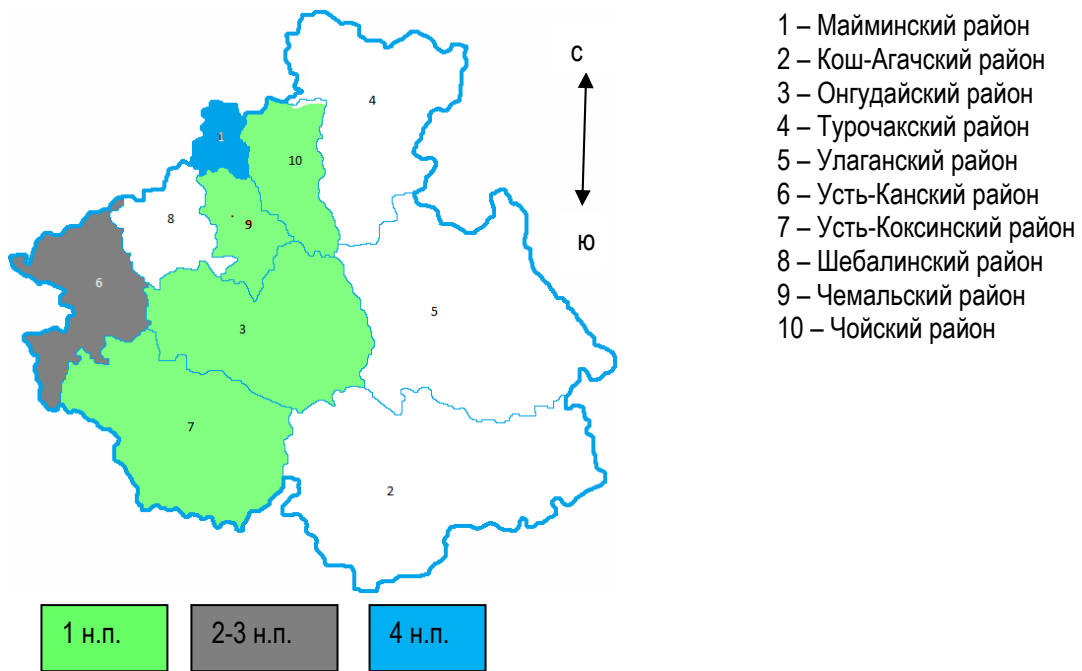 1 – Майминский район
2 – Кош-Агачский район
3 – Онгудайский район
4 – Турочакский район
5 – Улаганский район
6 – Усть-Канский район
7 – Усть-Коксинский район
8 – Шебалинский район
9 – Чемальский район
10 – Чойский район
С
4
1
10
8
9
Ю
6
3
5
7
2
1 н.п.
2-3 н.п.
4 н.п.